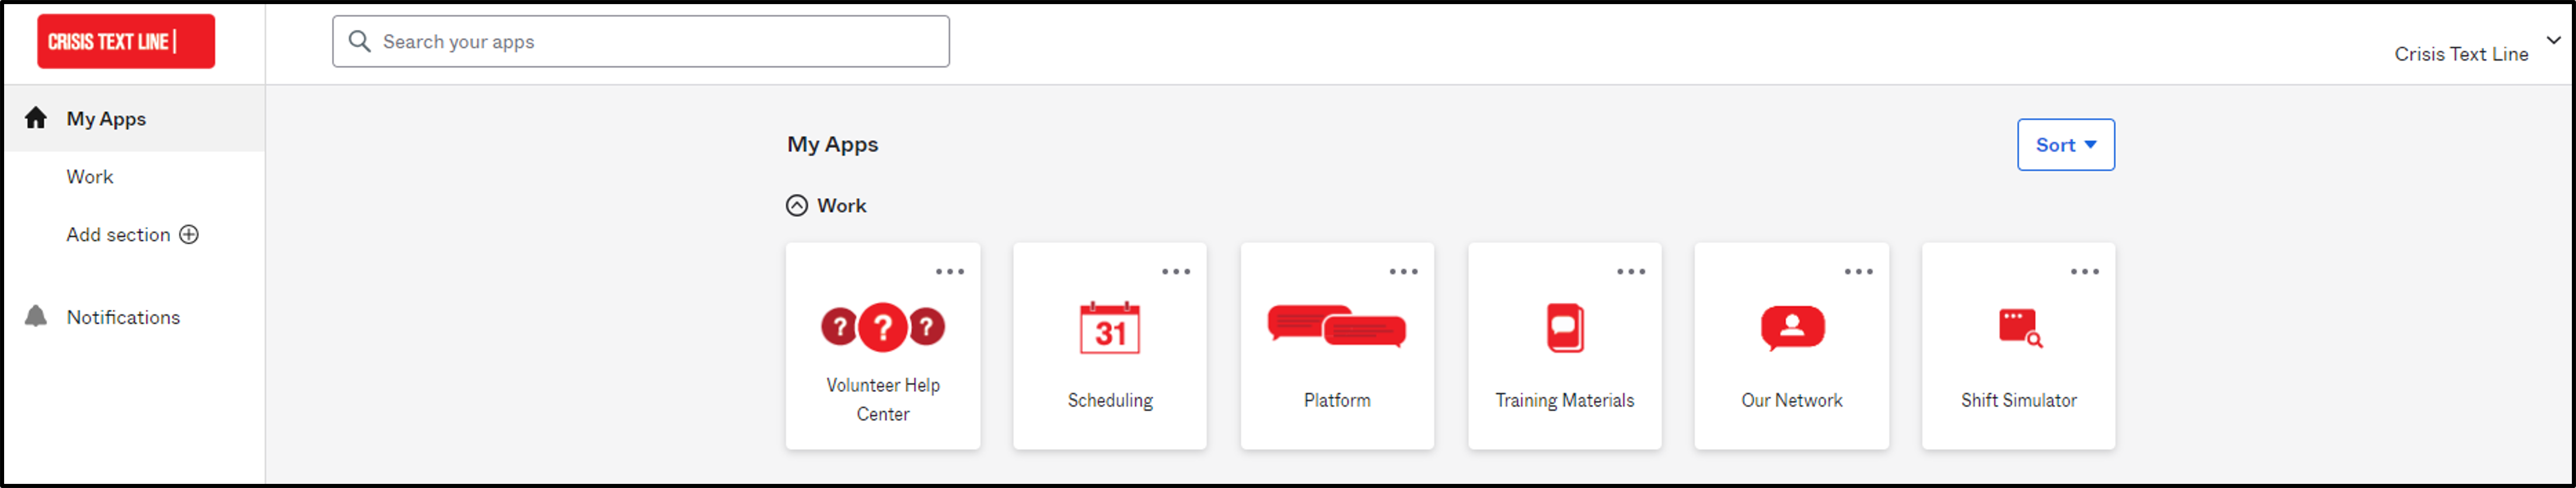 CRISIS TEXT LINE
Search your apps
Crisis Text Line
My Apps
Work
Add section
Notifications
My Apps
Sort
Work
? ? ?
Volunteer Help
Center
31
Scheduling
Platform
Training Materials
Our Network
Shift Simulator